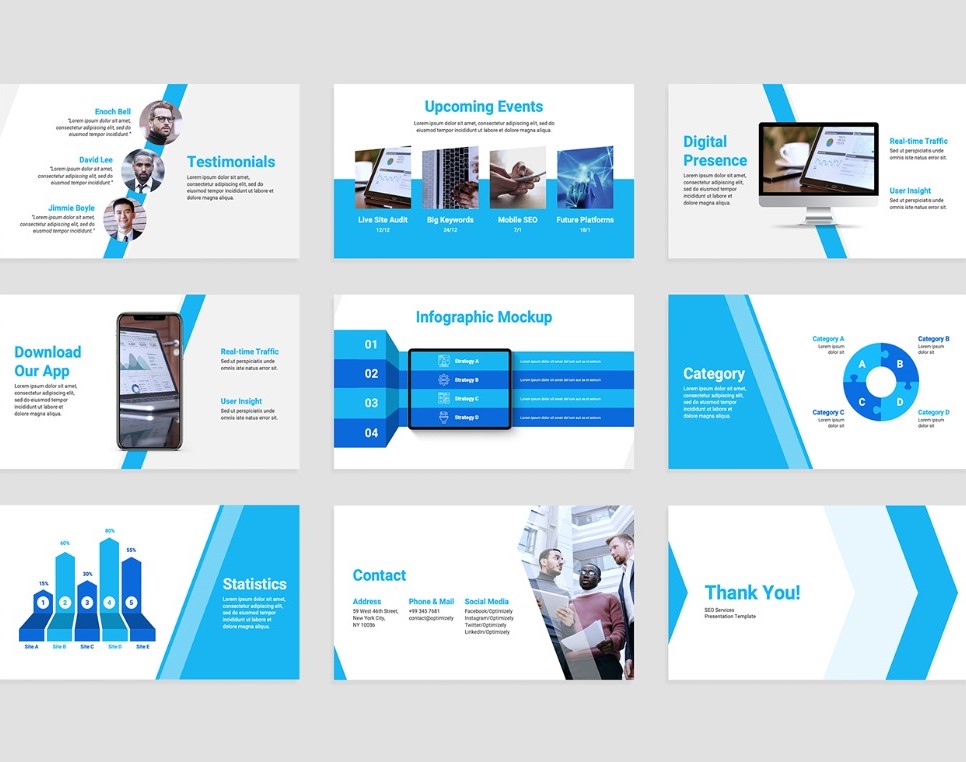 Enoch Bell
"Lorem ipsum dolor sit amet,
consectetur adipiscing elit, sed do
eiusmod tempor incididunt."
David Lee
"Lorem ipsum dolor sit amet,
consectetur adipiscing elit, sed do
eiusmod tempor incididunt."
Jimmie Boyle
"Lorem ipsum dolor sit amet,
consectetur adipiscing elit, sed do
eiusmod tempor incididunt."
Testimonials
Lorem ipsum dolor sit amet,
consectetur adipiscing elit, sed do
eiusmod tempor incididunt ut labore
et dolore magna aliqua.
Upcoming Events
Lorem ipsum dolor sit amet, consectetur adipiscing elit, sed do
eiusmod tempor incididunt ut labore et dolore magna aliqua.
Live Site Audit
12/12
Big Keywords
24/12
Mobile SEO
7/1
Future Platforms
18/1
Digital
Presence
Lorem ipsum dolor sit amet,
consectetur adipiscing elit,
sed do eiusmod tempor
incididunt ut labore et
dolore magna aliqua.
Real-time Traffic
Sed ut perspiciatis unde
omnis iste natus error sit.
User Insight
Sed ut perspiciatis unde
omnis iste natus error sit.
Download
Our App
Lorem ipsum dolor sit amet,
consectetur adipiscing elit,
sed do eiusmod tempor
incididunt ut labore et
dolore magna aliqua.
Real-time Traffic
Sed ut perspiciatis unde
omnis iste natus error sit.
User Insight
Sed ut perspiciatis unde
omnis iste natus error sit.
Infographic Mockup
01
02
03
04
Strategy A
Strategy B
Strategy C
Strategy D
Category
Lorem ipsum dolor sit amet,
consectetur adipiscing elit,
sed do eiusmod tempor
incididunt ut labore et
dolore magna aliqua.
Category A
Lorem ipsum
dolor sit
Category B
Lorem ipsum
dolor sit
A
B
C
D
Category C
Lorem ipsum
dolor sit
Category D
Lorem ipsum
dolor sit
15%
60%
30%
80%
55%
1
2
3
4
5
Site A
Site B
Site C
Site D
Site E
Statistics
Lorem ipsum dolor sit amet,
consectetur adipiscing elit,
sed do eiusmod tempor
incididunt ut labore et
dolore magna aliqua.
Contact
Address
59 West 46th Street,
New York City,
NY 10036
Phone & Mail
+99 345 7681
contact@optimizely
Social Media
Facebook/Optimizely
Instagram/Optimizely
Twitter/Optimizely
Linkedin/Optimizely
Thank You!
SEO Services
Presentation Template